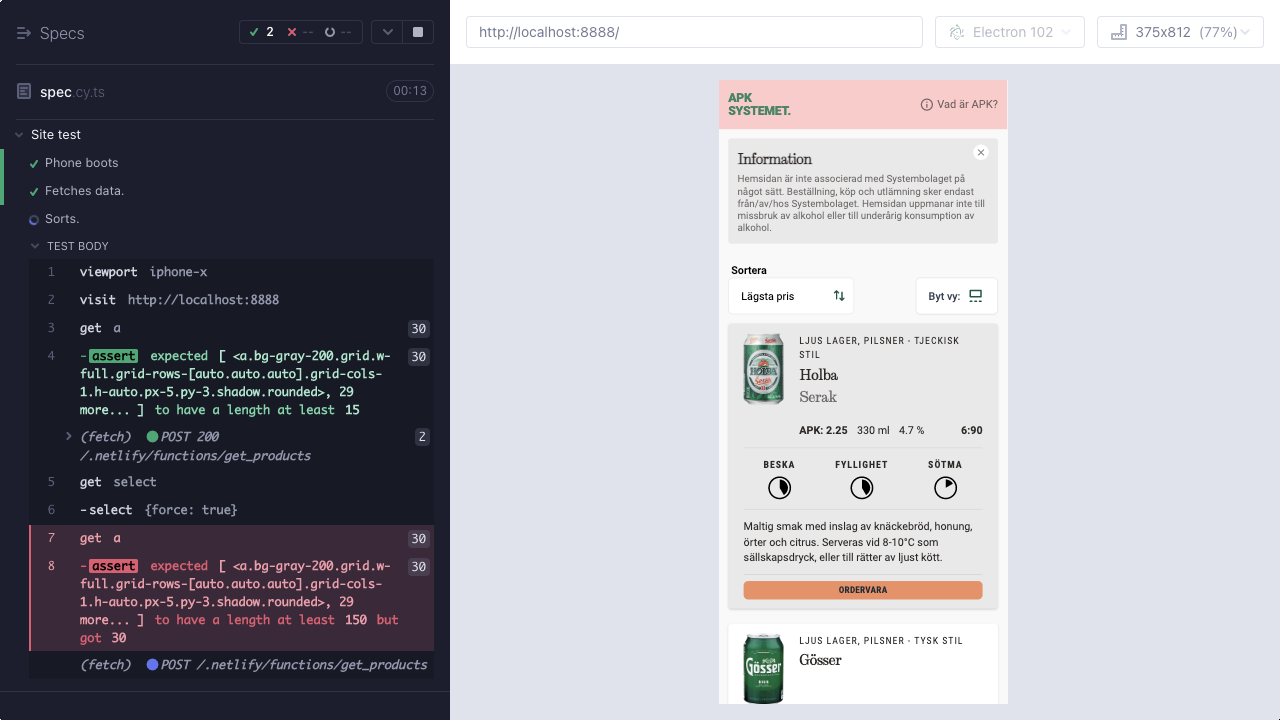 Specs
2
--
--
spec.cy.ts
00:13
Site test
Phone boots
Fetches data.
Sorts.
TEST BODY
1 viewport iphone-x
2 visit http://localhost:8888
3 get a 30
4 -assert expected [ <a.bg-gray-200.grid.w- 30
full.grid-rows-[auto.auto.auto].grid-cols-
1.h-auto.px-5.py-3.shadow.rounded>, 29
more... ] to have a length at least 15
(fetch) POST 200 2
/.netlify/functions/get_products
5 get select
6 -select {force: true}
7 get a 30
8 -assert expected [ <a.bg-gray-200.grid.w- 30
full.grid-rows-[auto.auto.auto].grid-cols-
1.h-auto.px-5.py-3.shadow.rounded>, 29
more... ] to have a length at least 150 but
got 30
(fetch) POST /.netlify/functions/get_products
http://localhost:8888/
Electron 102
375x812 (77%)
APK
SYSTEMET.
Vad är APK?
Information
Hemsidan är inte associerad med Systembolaget på
något sätt. Beställning, köp och utlämning sker endast
från/av/hos Systembolaget. Hemsidan uppmanar inte till
missbruk av alkohol eller till underårig konsumption av
alkohol.
Sortera
Lägsta pris
Byt vy:
LJUS LAGER, PILSNER - TJECKISK
STIL
HOLBA
Šerák
Holba
Serak
APK: 2.25 330 ml 4.7 % 6:90
BESKA FYLLIGHET SÖTMA
Maltig smak med inslag av knäckebröd, honung,
örter och citrus. Serveras vid 8-10°C som
sällskapsdryck, eller till rätter av ljust kött.
ORDERVARA
LJUS LAGER, PILSNER - TYSK STIL
Gösser
Gösser